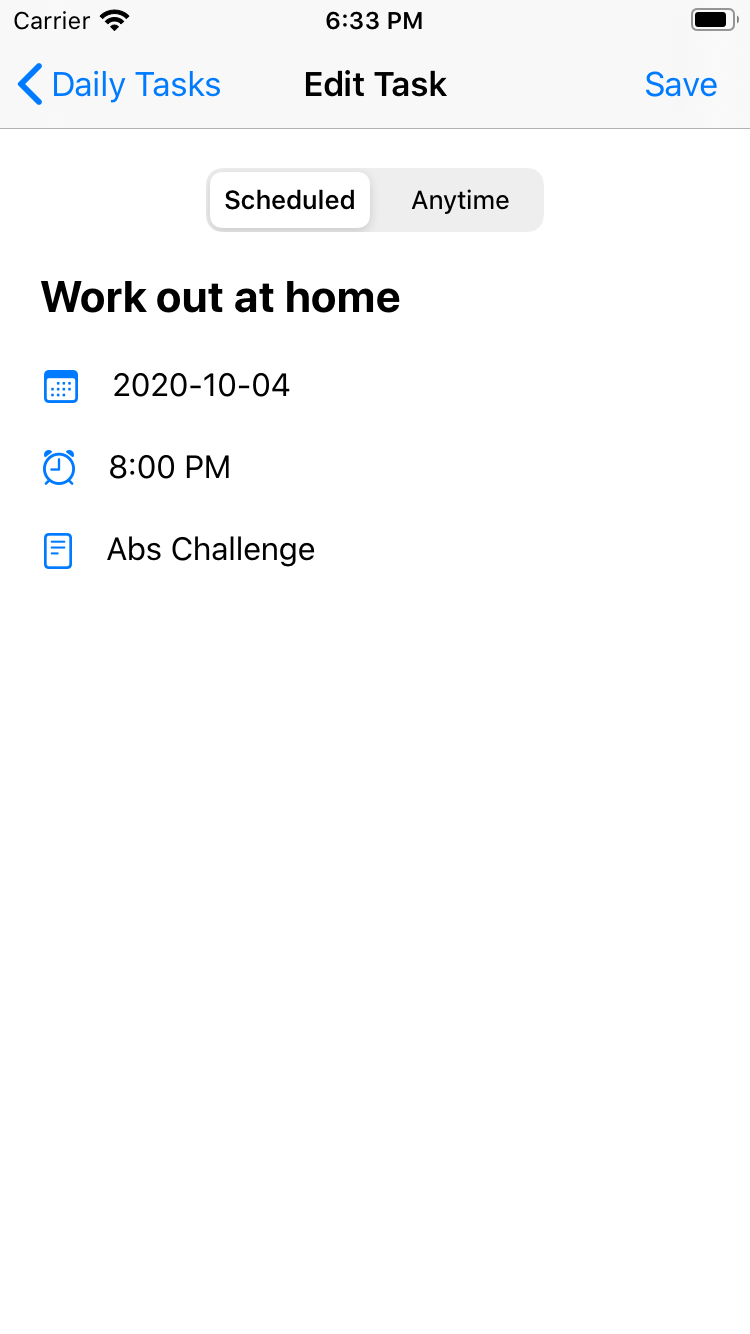 Carrier 6:33 PM
Daily Tasks Edit Task Save
Scheduled Anytime
Work out at home
2020-10-04
8:00 PM
Abs Challenge